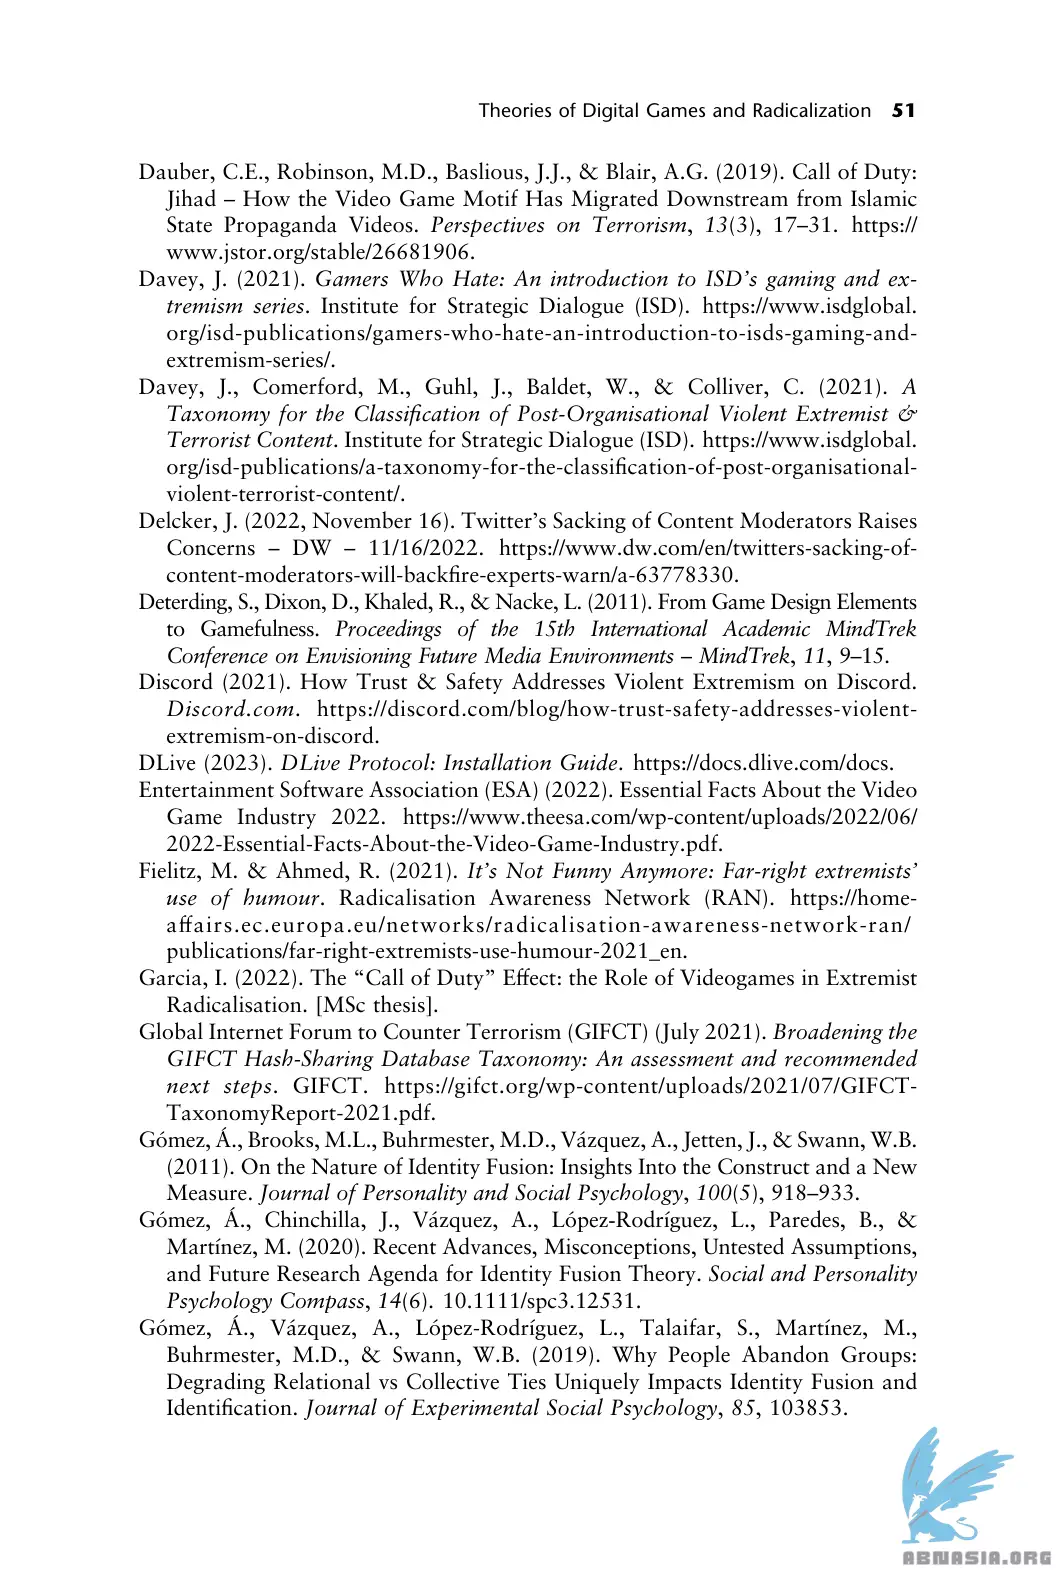 Theories of Digital Games and Radicalization 51
Dauber, C.E., Robinson, M.D., Baslious, J.J., & Blair, A.G. (2019). Call of Duty:
Jihad – How the Video Game Motif Has Migrated Downstream from Islamic
State Propaganda Videos. Perspectives on Terrorism, 13(3), 17–31. https://
www.jstor.org/stable/26681906.
Davey, J. (2021). Gamers Who Hate: An introduction to ISD’s gaming and ex-
tremism series. Institute for Strategic Dialogue (ISD). https://www.isdglobal.
org/isd-publications/gamers-who-hate-an-introduction-to-isds-gaming-and-
extremism-series/.
Davey, J., Comerford, M., Guhl, J., Baldet, W., & Colliver, C. (2021). A
Taxonomy for the Classification of Post-Organisational Violent Extremist &
Terrorist Content. Institute for Strategic Dialogue (ISD). https://www.isdglobal.
org/isd-publications/a-taxonomy-for-the-classification-of-post-organisational-
violent-terrorist-content/.
Delcker, J. (2022, November 16). Twitter’s Sacking of Content Moderators Raises
Concerns – DW – 11/16/2022. https://www.dw.com/en/twitters-sacking-of-
content-moderators-will-backfire-experts-warn/a-63778330.
Deterding, S., Dixon, D., Khaled, R., & Nacke, L. (2011). From Game Design Elements
to Gamefulness. Proceedings of the 15th International Academic MindTrek
Conference on Envisioning Future Media Environments – MindTrek, 11, 9–15.
Discord (2021). How Trust & Safety Addresses Violent Extremism on Discord.
Discord.com. https://discord.com/blog/how-trust-safety-addresses-violent-
extremism-on-discord.
DLive (2023). DLive Protocol: Installation Guide. https://docs.dlive.com/docs.
Entertainment Software Association (ESA) (2022). Essential Facts About the Video
Game Industry 2022. https://www.theesa.com/wp-content/uploads/2022/06/
2022-Essential-Facts-About-the-Video-Game-Industry.pdf.
Fielitz, M. & Ahmed, R. (2021). It’s Not Funny Anymore: Far-right extremists’
use of humour. Radicalisation Awareness Network (RAN). https://home-
affairs.ec.europa.eu/networks/radicalisation-awareness-network-ran/
publications/far-right-extremists-use-humour-2021_en.
Garcia, I. (2022). The “Call of Duty” Effect: the Role of Videogames in Extremist
Radicalisation. [MSc thesis].
Global Internet Forum to Counter Terrorism (GIFCT) (July 2021). Broadening the
GIFCT Hash-Sharing Database Taxonomy: An assessment and recommended
next steps. GIFCT. https://gifct.org/wp-content/uploads/2021/07/GIFCT-
TaxonomyReport-2021.pdf.
Gómez, Á., Brooks, M.L., Buhrmester, M.D., Vázquez, A., Jetten, J., & Swann, W.B.
(2011). On the Nature of Identity Fusion: Insights Into the Construct and a New
Measure. Journal of Personality and Social Psychology, 100(5), 918–933.
Gómez, Á., Chinchilla, J., Vázquez, A., López-Rodríguez, L., Paredes, B., &
Martínez, M. (2020). Recent Advances, Misconceptions, Untested Assumptions,
and Future Research Agenda for Identity Fusion Theory. Social and Personality
Psychology Compass, 14(6). 10.1111/spc3.12531.
Gómez, Á., Vázquez, A., López-Rodríguez, L., Talaifar, S., Martínez, M.,
Buhrmester, M.D., & Swann, W.B. (2019). Why People Abandon Groups:
Degrading Relational vs Collective Ties Uniquely Impacts Identity Fusion and
Identification. Journal of Experimental Social Psychology, 85, 103853.
ABNASIA.ORG